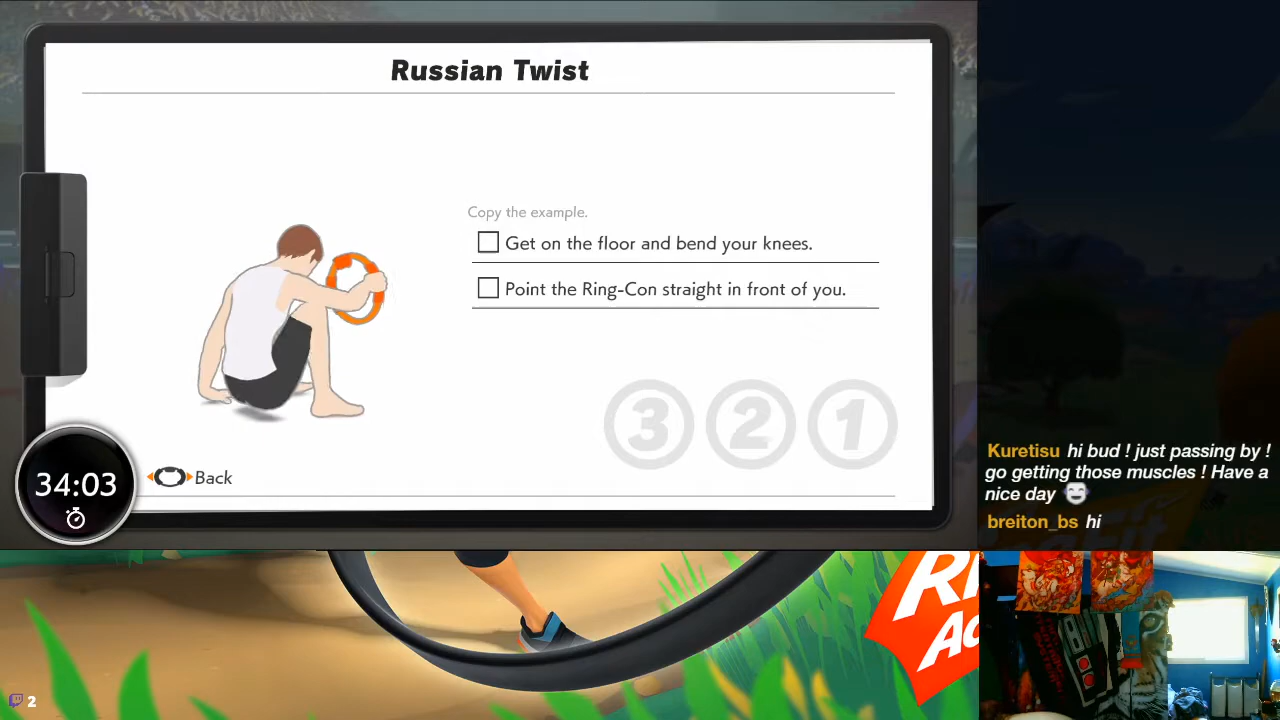 Russian Twist
Copy the example.
Get on the floor and bend your knees.
Point the Ring-Con straight in front of you.
3 2 1
34:03
Back
Kuretisu hi bud ! just passing by !
go getting those muscles ! Have a
nice day
breiton_bs hi
2